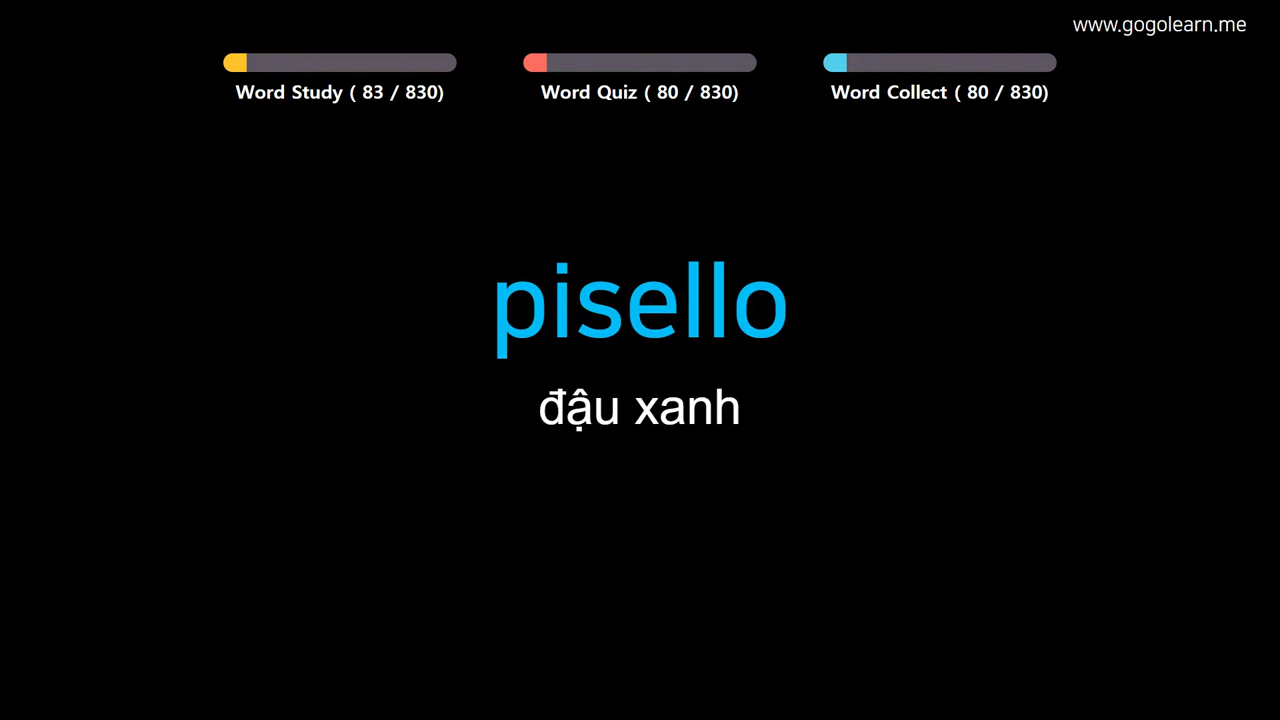 www.gogolearn.me
Word Study ( 83 / 830)
Word Quiz ( 80 / 830)
Word Collect ( 80 / 830)
pisello
đậu xanh